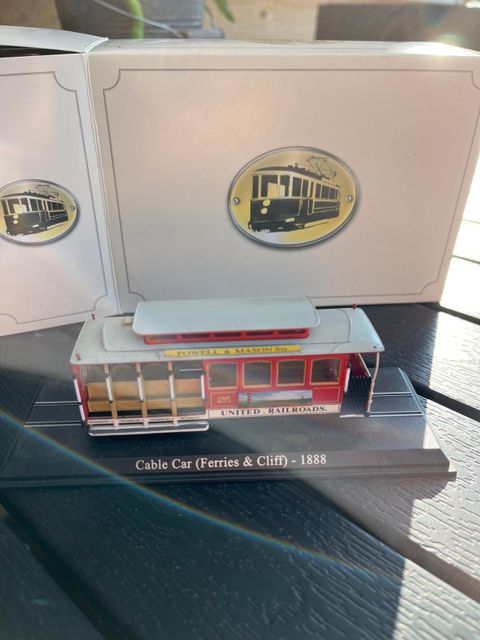 POWELL & MASON Sts.
25
UNITED . RAILROADS.
Cable Car (Ferries & Cliff) - 1888